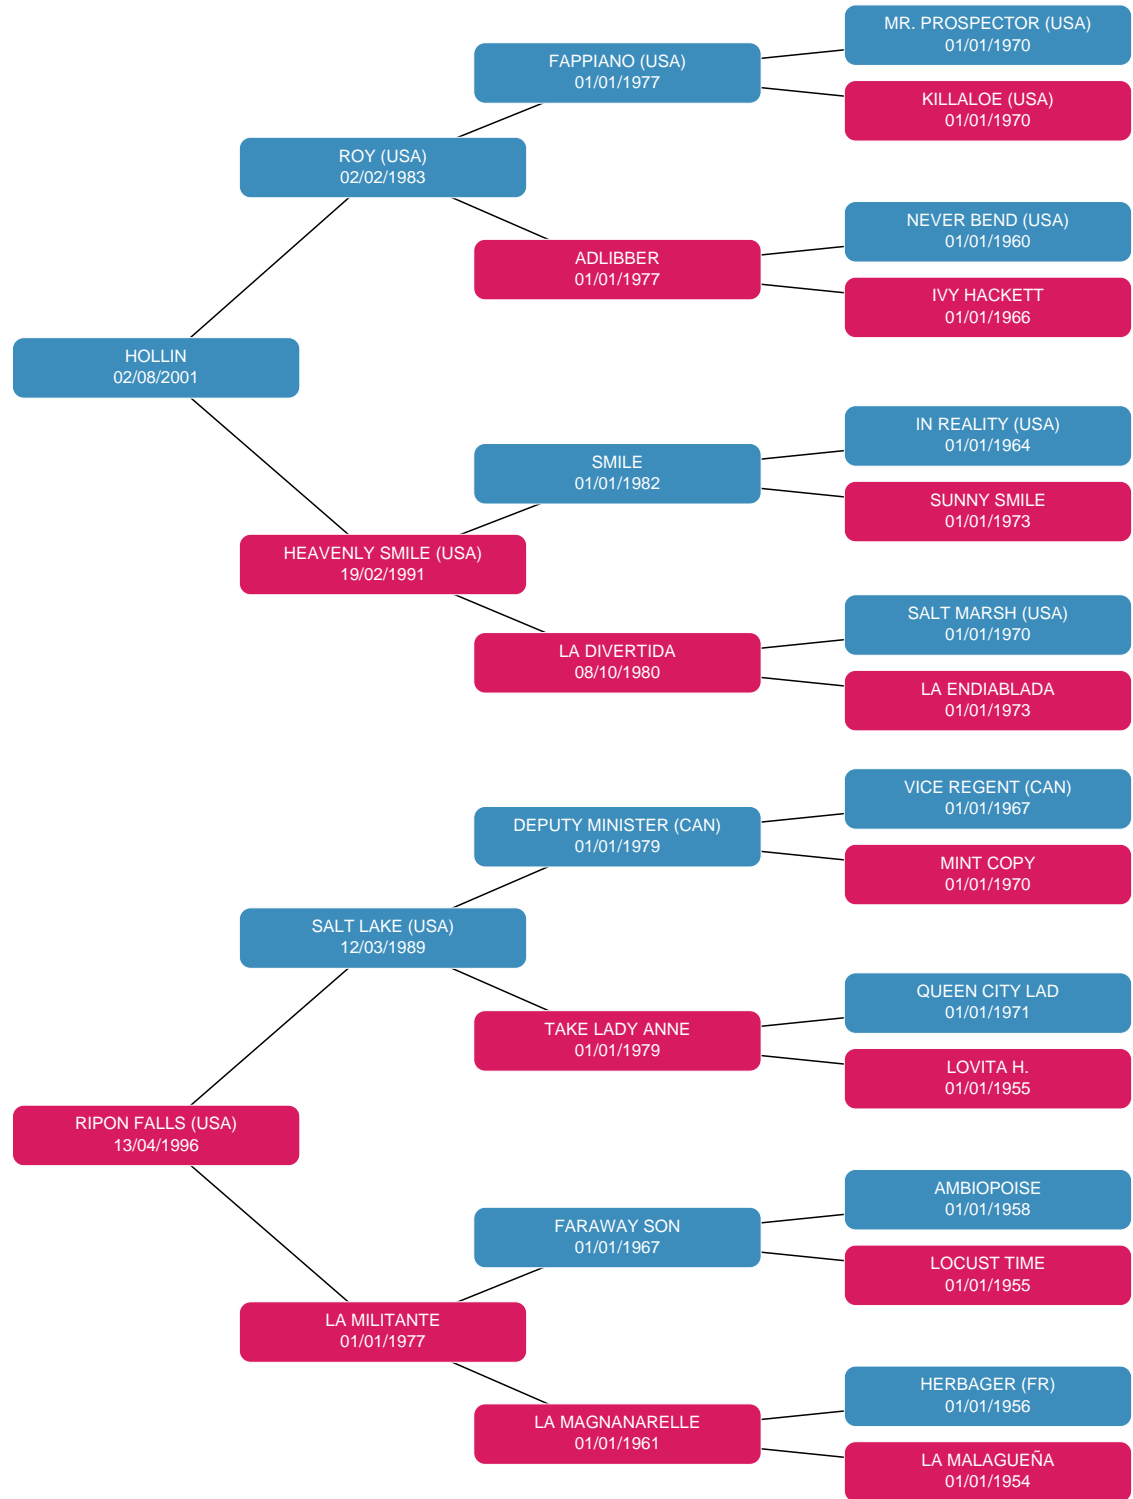 MR. PROSPECTOR (USA)
01/01/1970
FAPPIANO (USA)
01/01/1977
KILLALOE (USA)
01/01/1970
ROY (USA)
02/02/1983
NEVER BEND (USA)
01/01/1960
ADLIBBER
01/01/1977
IVY HACKETT
01/01/1966
HOLLIN
02/08/2001
IN REALITY (USA)
01/01/1964
SMILE
01/01/1982
SUNNY SMILE
01/01/1973
HEAVENLY SMILE (USA)
19/02/1991
SALT MARSH (USA)
01/01/1970
LA DIVERTIDA
08/10/1980
LA ENDIABLADA
01/01/1973
VICE REGENT (CAN)
01/01/1967
DEPUTY MINISTER (CAN)
01/01/1979
MINT COPY
01/01/1970
SALT LAKE (USA)
12/03/1989
QUEEN CITY LAD
01/01/1971
TAKE LADY ANNE
01/01/1979
LOVITA H.
01/01/1955
RIPON FALLS (USA)
13/04/1996
AMBIOPOISE
01/01/1958
FARAWAY SON
01/01/1967
LOCUST TIME
01/01/1955
LA MILITANTE
01/01/1977
HERBAGER (FR)
01/01/1956
LA MAGNANARELLE
01/01/1961
LA MALAGUEÑA
01/01/1954